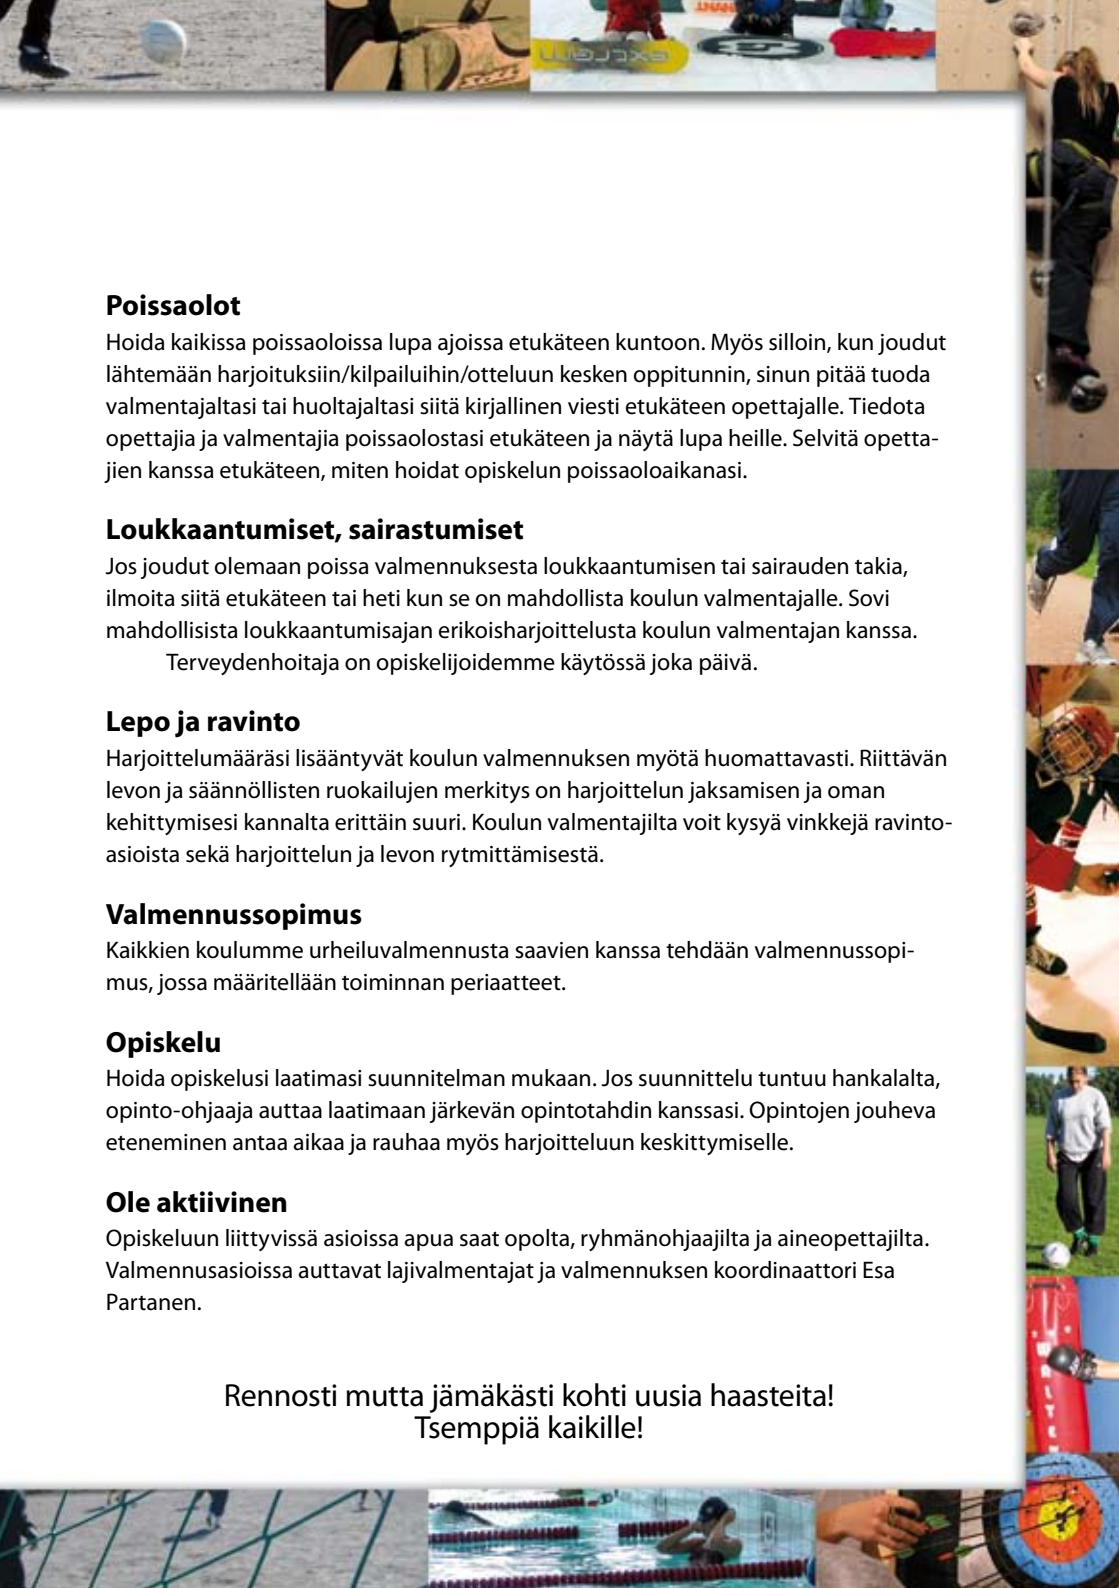 Poissaolot
Hoida kaikissa poissaoloissa lupa ajoissa etukäteen kuntoon. Myös silloin, kun joudut
lähtemään harjoituksiin/kilpailuihin/otteluun kesken oppitunnin, sinun pitää tuoda
valmentajaltasi tai huoltajaltasi siitä kirjallinen viesti etukäteen opettajalle. Tiedota
opettajia ja valmentajia poissaolostasi etukäteen ja näytä lupa heille. Selvitä opetta-
jien kanssa etukäteen, miten hoidat opiskelun poissaoloaikanasi.
Loukkaantumiset, sairastumiset
Jos joudut olemaan poissa valmennuksesta loukkaantumisen tai sairauden takia,
ilmoita siitä etukäteen tai heti kun se on mahdollista koulun valmentajalle. Sovi
mahdollisista loukkaantumisajan erikoisharjoittelusta koulun valmentajan kanssa.
Terveydenhoitaja on opiskelijoidemme käytössä joka päivä.
Lepo ja ravinto
Harjoittelumääräsi lisääntyvät koulun valmennuksen myötä huomattavasti. Riittävän
levon ja säännöllisten ruokailujen merkitys on harjoittelun jaksamisen ja oman
kehittymisesi kannalta erittäin suuri. Koulun valmentajilta voit kysyä vinkkejä ravinto-
asioista sekä harjoittelun ja levon rytmittämisestä.
Valmennussopimus
Kaikkien koulumme urheiluvalmennusta saavien kanssa tehdään valmennussopi-
mus, jossa määritellään toiminnan periaatteet.
Opiskelu
Hoida opiskelusi laatimasi suunnitelman mukaan. Jos suunnittelu tuntuu hankalalta,
opinto-ohjaaja auttaa laatimaan järkevän opintotahdin kanssasi. Opintojen jouheva
eteneminen antaa aikaa ja rauhaa myös harjoitteluun keskittymiselle.
Ole aktiivinen
Opiskeluun liittyvissä asioissa apua saat opolta, ryhmänohjaajilta ja aineopettajilta.
Valmennusasioissa auttavat lajivalmentajat ja valmennuksen koordinaattori Esa
Partanen.
Rennosti mutta jämäkästi kohti uusia haasteita!
Tsemppiä kaikille!